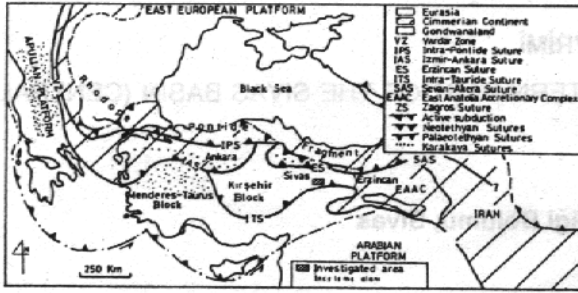 EAST EUROPEAN PLATFORM
APULIAN PLATFORM
Rhodope
Pontide
Fragment
Black Sea
IPS
IAS
Ankara
ES
Sivas
Erzincan
SAS
EAAC
?
Menderes-Taurus
Block
Kırşehir
Block
ITS
IRAN
ARABIAN
PLATFORM
250 Km
Investigated area
Eurasia
Cimmerian Continent
Gondwanaland
VZ Vardar Zone
IPS Intra-Pontide Suture
IAS Izmir-Ankara Suture
ES Erzincan Suture
ITS Intra-Tauride Suture
SAS Sevan-Akera Suture
EAAC East Anatolia Accretionary Complex
ZS Zagros Suture
Active subduction
Neotethyan Sutures
Palaeotethyan Sutures
Karakaya Sutures